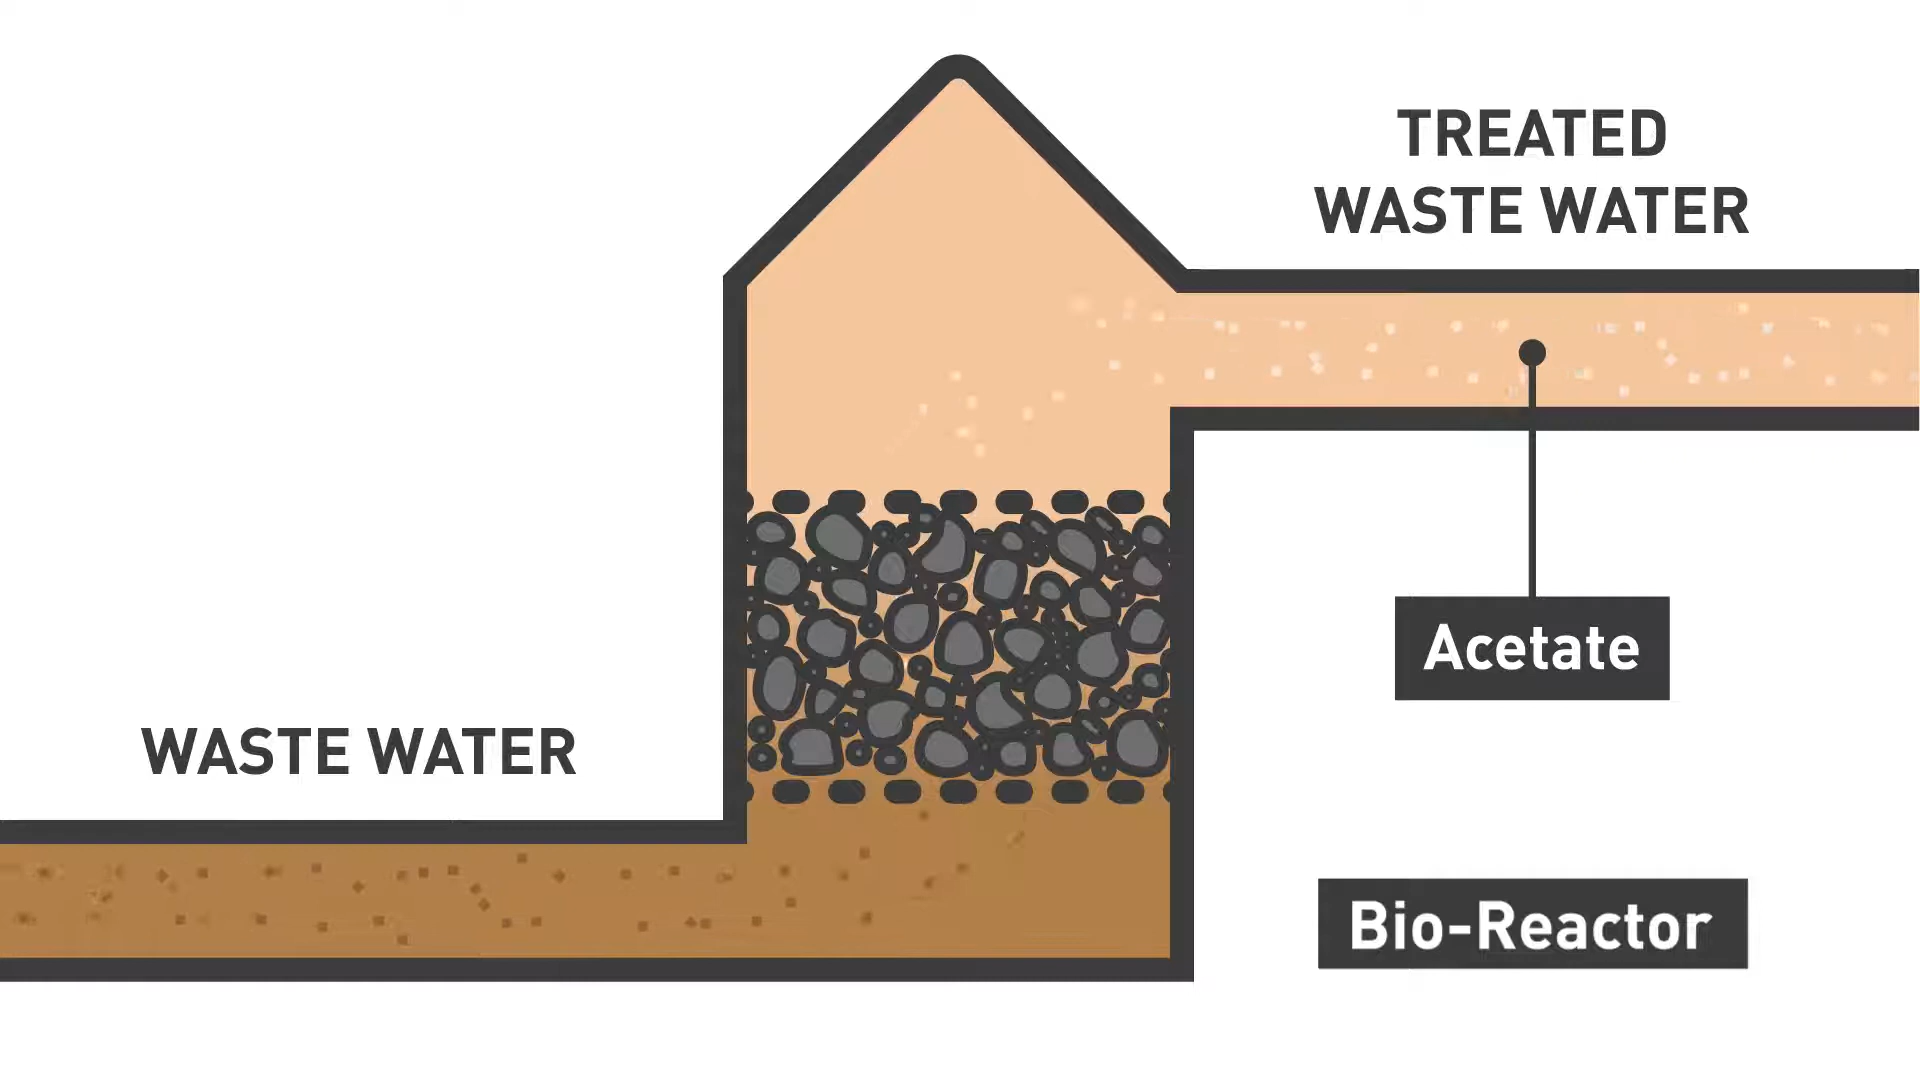 TREATED
WASTE WATER
Acetate
WASTE WATER
Bio-Reactor